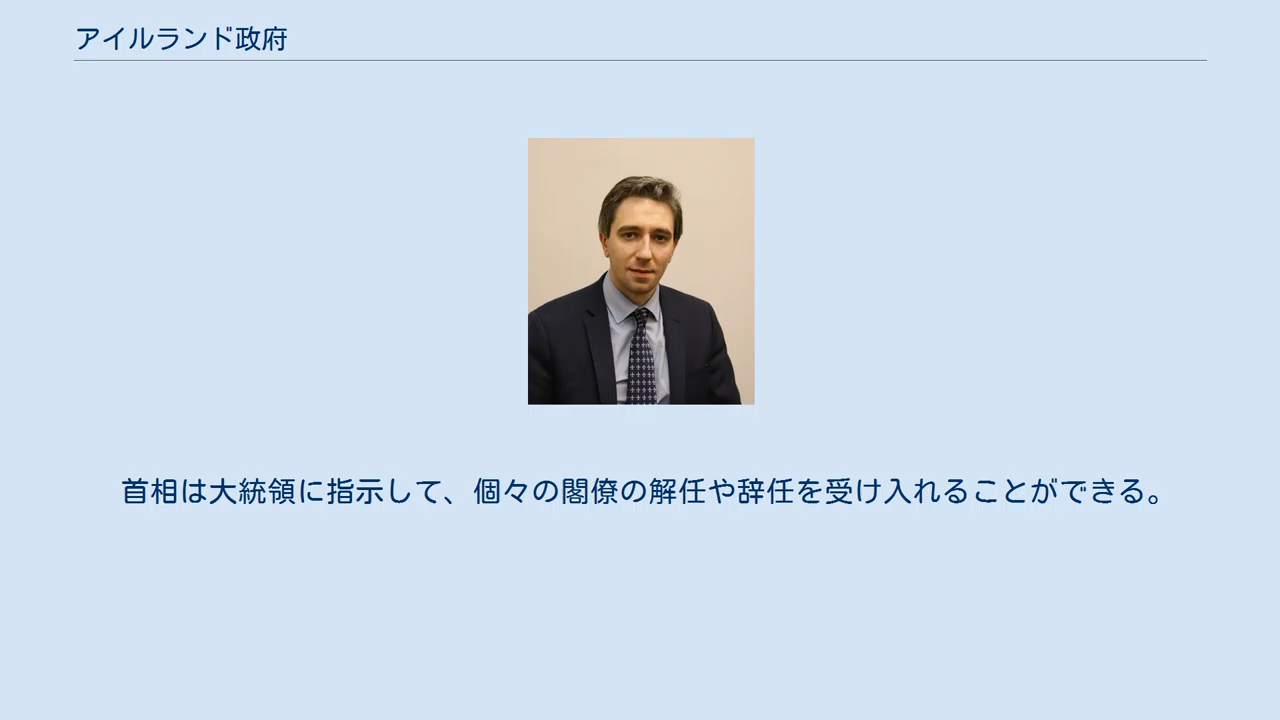 アイルランド政府
首相は大統領に指示して、個々の閣僚の解任や辞任を受け入れることができる。